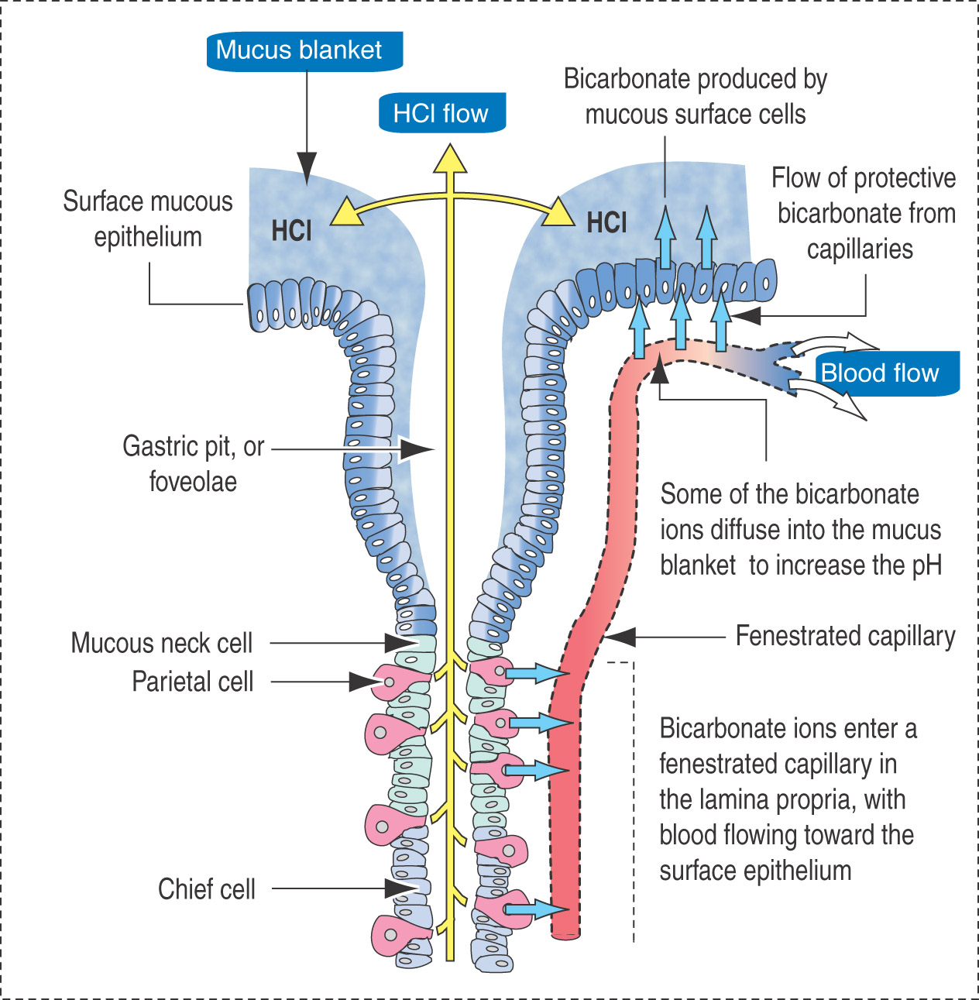 Mucus blanket
HCl flow
Bicarbonate produced by
mucous surface cells
Flow of protective
bicarbonate from
capillaries
Surface mucous
epithelium
HCl
HCl
Blood flow
Gastric pit, or
foveolae
Some of the bicarbonate
ions diffuse into the mucus
blanket to increase the pH
Mucous neck cell
Fenestrated capillary
Parietal cell
Bicarbonate ions enter a
fenestrated capillary in
the lamina propria, with
blood flowing toward the
surface epithelium
Chief cell